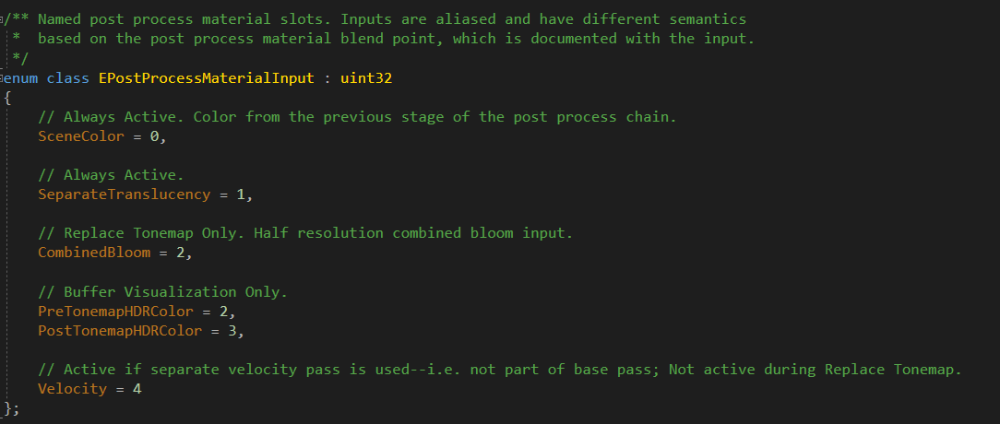 /** Named post process material slots. Inputs are aliased and have different semantics
 *  based on the post process material blend point, which is documented with the input.
 */
enum class EPostProcessMaterialInput : uint32
{
    // Always Active. Color from the previous stage of the post process chain.
    SceneColor = 0,

    // Always Active.
    SeparateTranslucency = 1,

    // Replace Tonemap Only. Half resolution combined bloom input.
    CombinedBloom = 2,

    // Buffer Visualization Only.
    PreTonemapHDRColor = 2,
    PostTonemapHDRColor = 3,

    // Active if separate velocity pass is used--i.e. not part of base pass; Not active during Replace Tonemap.
    Velocity = 4
};